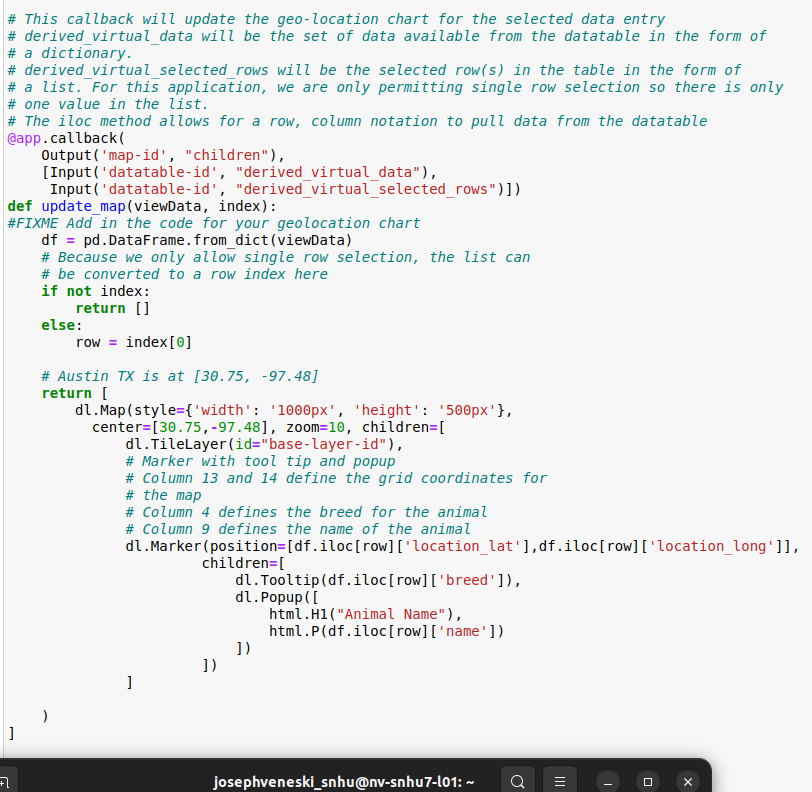 # This callback will update the geo-location chart for the selected data entry
# derived_virtual_data will be the set of data available from the datatable in the form of
# a dictionary.
# derived_virtual_selected_rows will be the selected row(s) in the table in the form of
# a list. For this application, we are only permitting single row selection so there is only
# one value in the list.
# The iloc method allows for a row, column notation to pull data from the datatable
@app.callback(
    Output('map-id', "children"),
    [Input('datatable-id', "derived_virtual_data"),
     Input('datatable-id', "derived_virtual_selected_rows")])
def update_map(viewData, index):
#FIXME Add in the code for your geolocation chart
    df = pd.DataFrame.from_dict(viewData)
    # Because we only allow single row selection, the list can
    # be converted to a row index here
    if not index:
        return []
    else:
        row = index[0]
    # Austin TX is at [30.75, -97.48]
    return [
        dl.Map(style={'width': '1000px', 'height': '500px'},
          center=[30.75,-97.48], zoom=10, children=[
              dl.TileLayer(id="base-layer-id"),
              # Marker with tool tip and popup
              # Column 13 and 14 define the grid coordinates for
              # the map
              # Column 4 defines the breed for the animal
              # Column 9 defines the name of the animal
              dl.Marker(position=[df.iloc[row]['location_lat'],df.iloc[row]['location_long']],
                       children=[
                           dl.Tooltip(df.iloc[row]['breed']),
                           dl.Popup([
                               html.H1("Animal Name"),
                               html.P(df.iloc[row]['name'])
                           ])
                       ])
              ]
    )
]
josephveneski_snhu@nv-snhu7-l01: ~